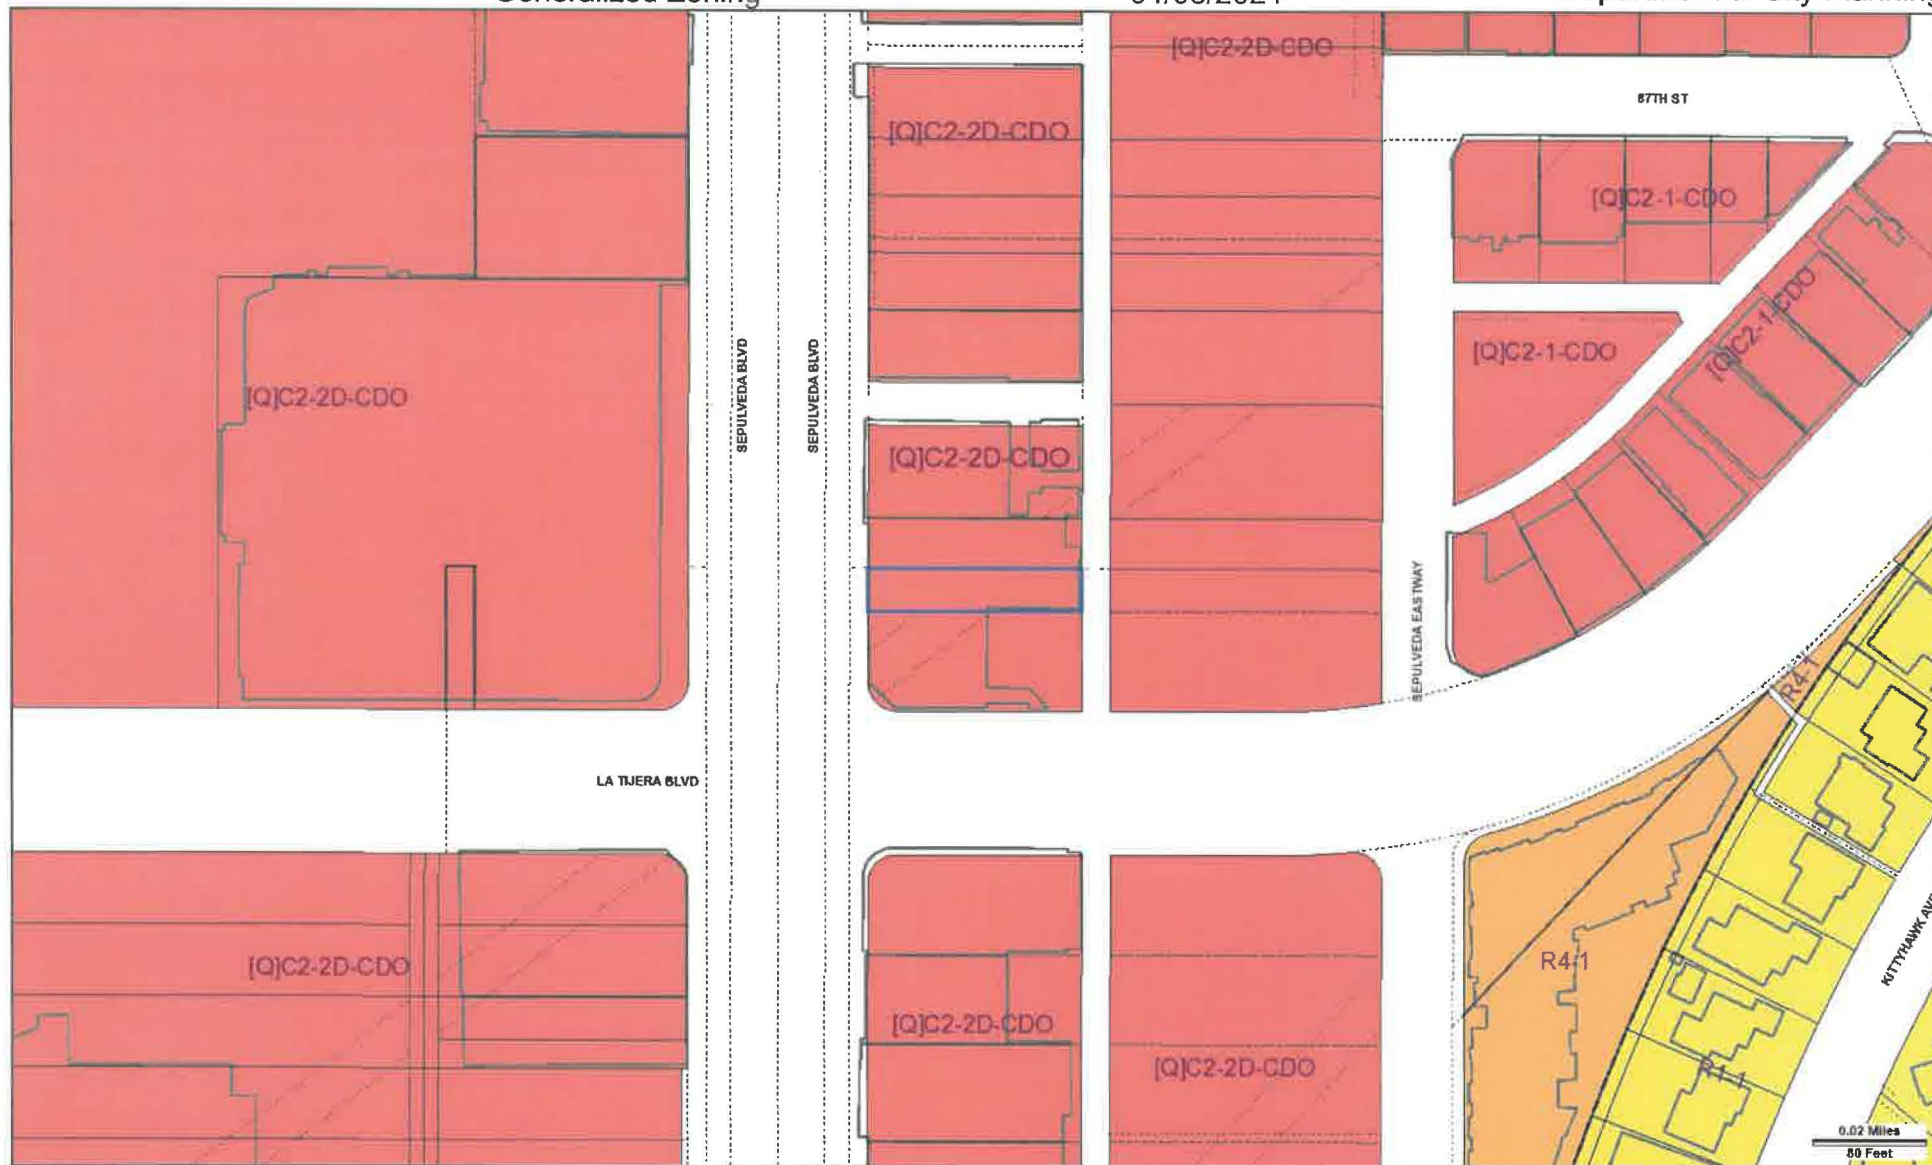 Generalized Zoning
[Q]C2-2D-CDO
87TH ST
[Q]C2-2D-CDO
[Q]C2-1-CDO
[Q]C2-1-CDO
[Q]C2-1-CDO
SEPULVEDA BLVD
SEPULVEDA BLVD
[Q]C2-2D-CDO
[Q]C2-2D-CDO
SEPULVEDA EASTWAY
R4-1
LA TIJERA BLVD
KITTYHAWK AVE
[Q]C2-2D-CDO
R4-1
[Q]C2-2D-CDO
[Q]C2-2D-CDO
R1-1
0.02 Miles
80 Feet